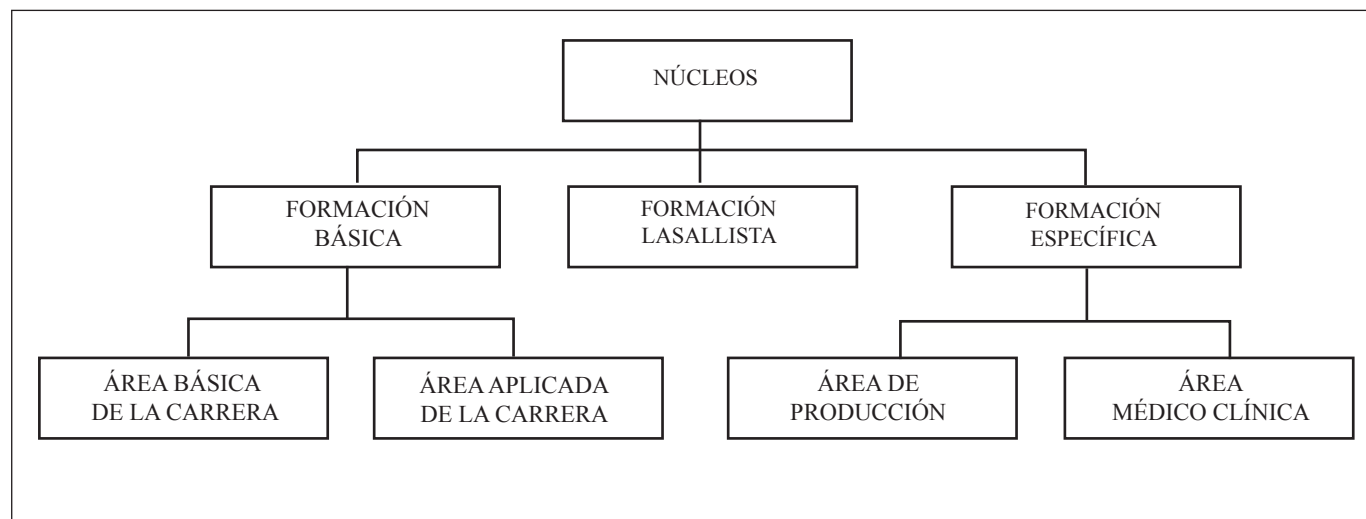 NÚCLEOS
FORMACIÓN
BÁSICA
FORMACIÓN
LASALLISTA
FORMACIÓN
ESPECÍFICA
ÁREA BÁSICA
DE LA CARRERA
ÁREA APLICADA
DE LA CARRERA
ÁREA DE
PRODUCCIÓN
ÁREA
MÉDICO CLÍNICA